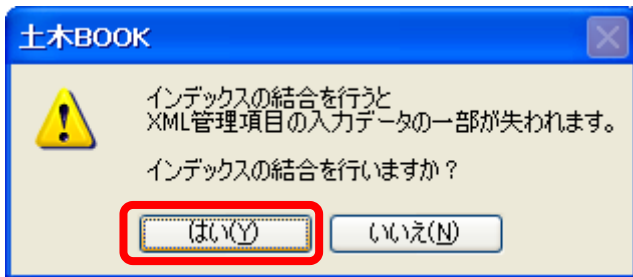 土木BOOK
インデックスの結合を行うと
XML管理項目の入力データの一部が失われます。
インデックスの結合を行いますか？
はい(Y) いいえ(N)